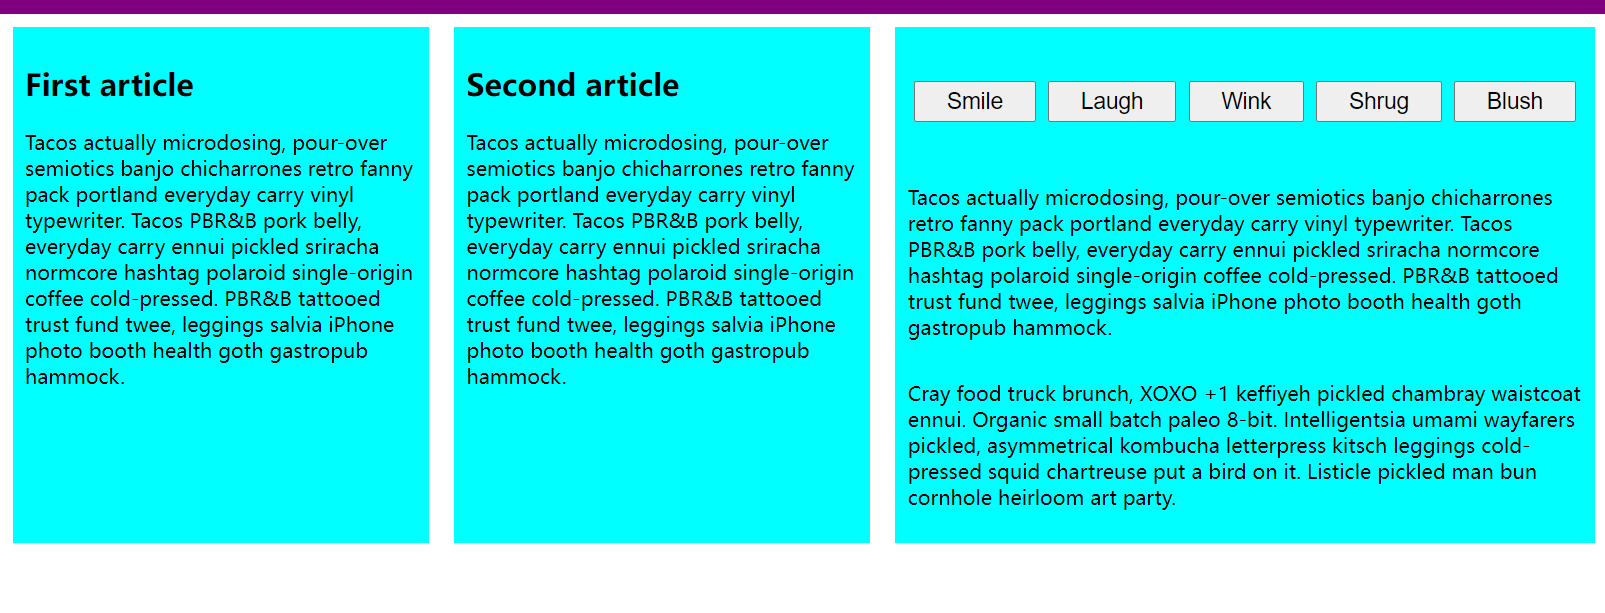 First article
Tacos actually microdosing, pour-over
semiotics banjo chicharrones retro fanny
pack portland everyday carry vinyl
typewriter. Tacos PBR&B pork belly,
everyday carry ennui pickled sriracha
normcore hashtag polaroid single-origin
coffee cold-pressed. PBR&B tattooed
trust fund twee, leggings salvia iPhone
photo booth health goth gastropub
hammock.
Second article
Tacos actually microdosing, pour-over
semiotics banjo chicharrones retro fanny
pack portland everyday carry vinyl
typewriter. Tacos PBR&B pork belly,
everyday carry ennui pickled sriracha
normcore hashtag polaroid single-origin
coffee cold-pressed. PBR&B tattooed
trust fund twee, leggings salvia iPhone
photo booth health goth gastropub
hammock.
Smile Laugh Wink Shrug Blush
Tacos actually microdosing, pour-over semiotics banjo chicharrones
retro fanny pack portland everyday carry vinyl typewriter. Tacos
PBR&B pork belly, everyday carry ennui pickled sriracha normcore
hashtag polaroid single-origin coffee cold-pressed. PBR&B tattooed
trust fund twee, leggings salvia iPhone photo booth health goth
gastropub hammock.
Cray food truck brunch, XOXO +1 keffiyeh pickled chambray waistcoat
ennui. Organic small batch paleo 8-bit. Intelligentsia umami wayfarers
pickled, asymmetrical kombucha letterpress kitsch leggings cold-
pressed squid chartreuse put a bird on it. Listicle pickled man bun
cornhole heirloom art party.